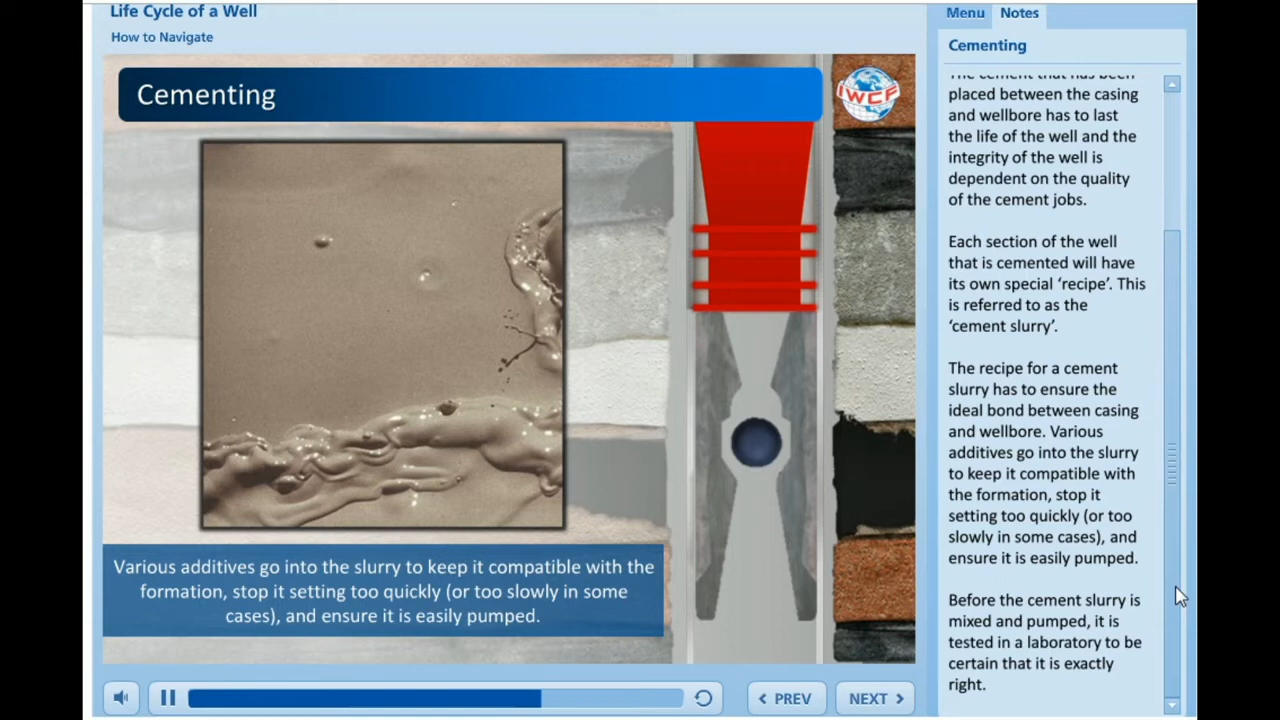 Life Cycle of a Well
How to Navigate
Menu
Notes
Cementing
Cementing
IWCF
The cement that has been
placed between the casing
and wellbore has to last
the life of the well and the
integrity of the well is
dependent on the quality
of the cement jobs.
Each section of the well
that is cemented will have
its own special ‘recipe’. This
is referred to as the
‘cement slurry’.
The recipe for a cement
slurry has to ensure the
ideal bond between casing
and wellbore. Various
additives go into the slurry
to keep it compatible with
the formation, stop it
setting too quickly (or too
slowly in some cases), and
ensure it is easily pumped.
Before the cement slurry is
mixed and pumped, it is
tested in a laboratory to be
certain that it is exactly
right.
Various additives go into the slurry to keep it compatible with the
formation, stop it setting too quickly (or too slowly in some
cases), and ensure it is easily pumped.
PREV
NEXT